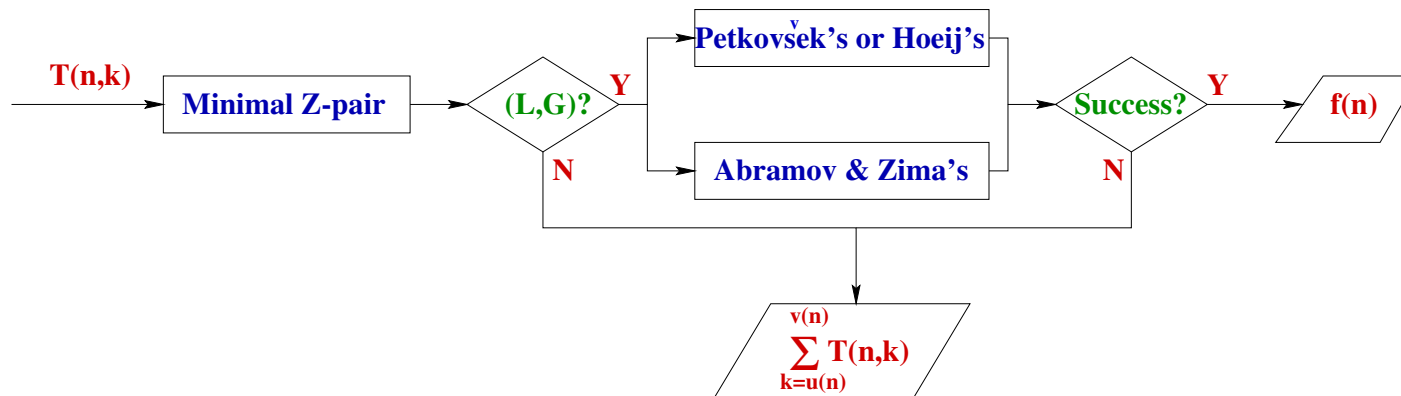 T(n,k)
Minimal Z-pair
(L,G)?
Y
N
Petkovšek's or Hoeij's
Abramov & Zima's
Success?
Y
N
f(n)
v(n)
∑ T(n,k)
k=u(n)